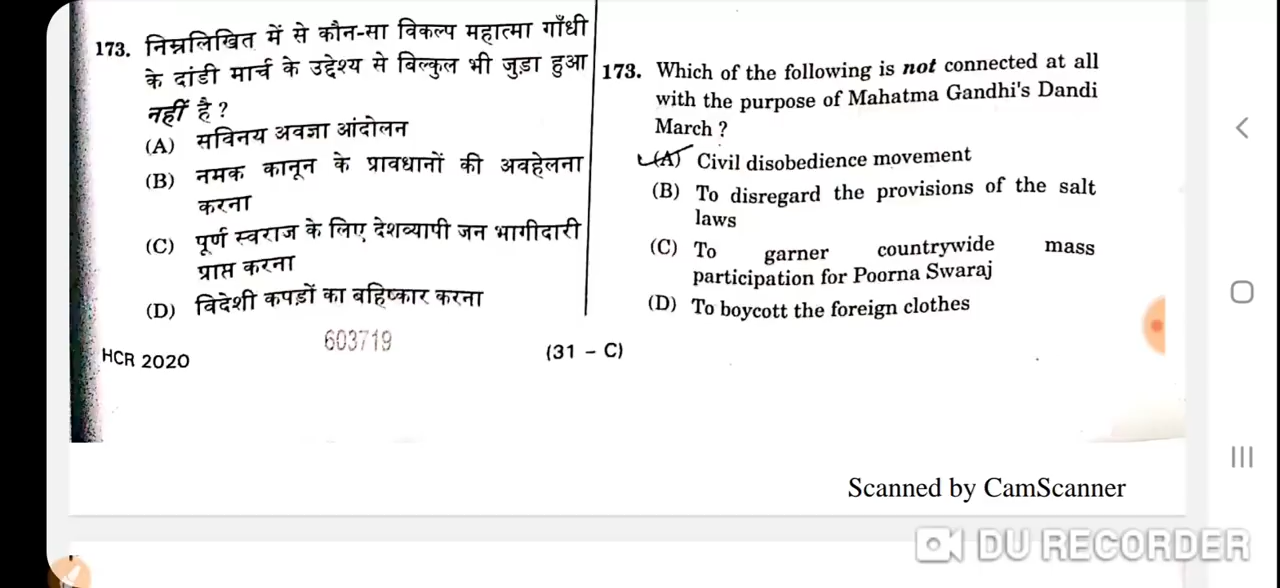 173. निम्नलिखित में से कौन-सा विकल्प महात्मा गाँधी
के दांडी मार्च के उद्देश्य से बिल्कुल भी जुड़ा हुआ
नहीं है ?
(A) सविनय अवज्ञा आंदोलन
(B) नमक कानून के प्रावधानों की अवहेलना
करना
(C) पूर्ण स्वराज के लिए देशव्यापी जन भागीदारी
प्राप्त करना
(D) विदेशी कपड़ों का बहिष्कार करना
173. Which of the following is not connected at all
with the purpose of Mahatma Gandhi's Dandi
March ?
(A) Civil disobedience movement
(B) To disregard the provisions of the salt
laws
(C) To garner countrywide mass
participation for Poorna Swaraj
(D) To boycott the foreign clothes
603719
HCR 2020
(31 – C)
Scanned by CamScanner
DU RECORDER